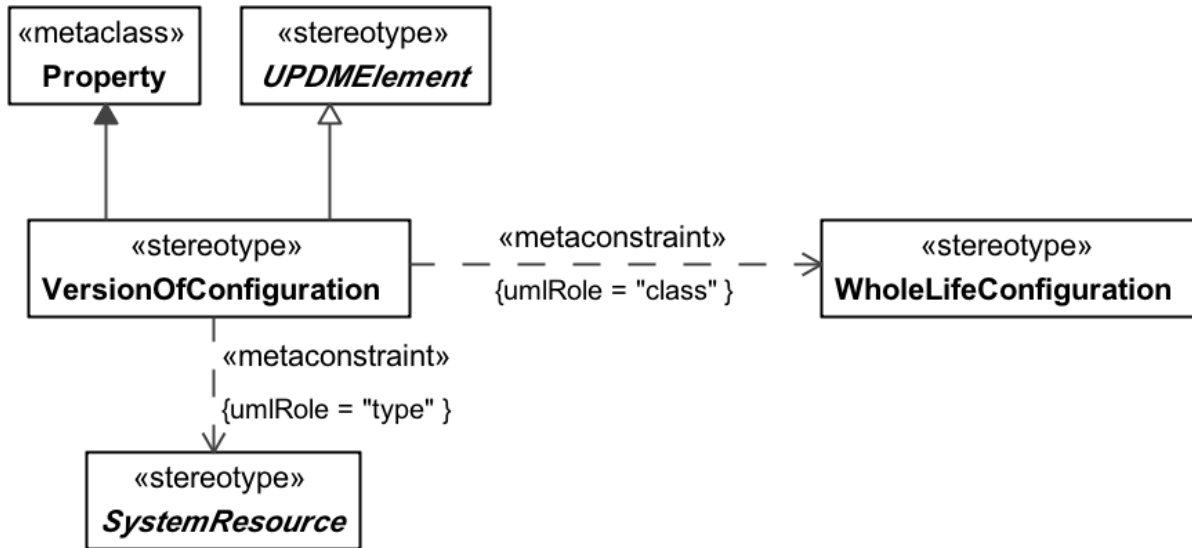 «metaclass»
Property
«stereotype»
UPDMElement
«stereotype»
VersionOfConfiguration
«metaconstraint»
{umlRole = "class" }
«stereotype»
WholeLifeConfiguration
«metaconstraint»
{umlRole = "type" }
«stereotype»
SystemResource